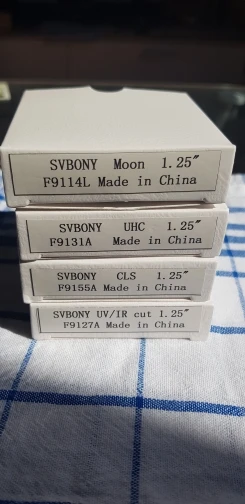 SVBONY Moon 1.25″
F9114L Made in China
SVBONY UHC 1.25″
F9131A Made in China
SVBONY CLS 1.25″
F9155A Made in China
SVBONY UV/IR cut 1.25″
F9127A Made in China